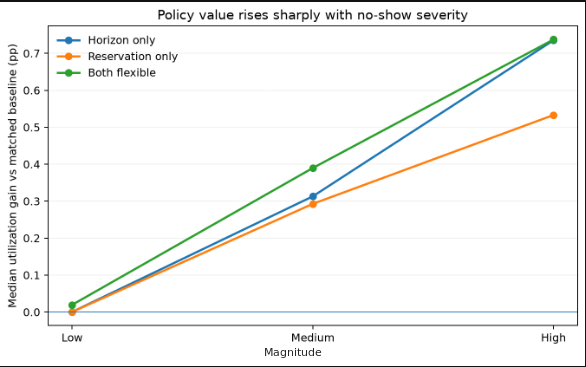 Policy value rises sharply with no-show severity
Horizon only
Reservation only
Both flexible
Median utilization gain vs matched baseline (pp)
0.7
0.6
0.5
0.4
0.3
0.2
0.1
0.0
Low
Medium
High
Magnitude